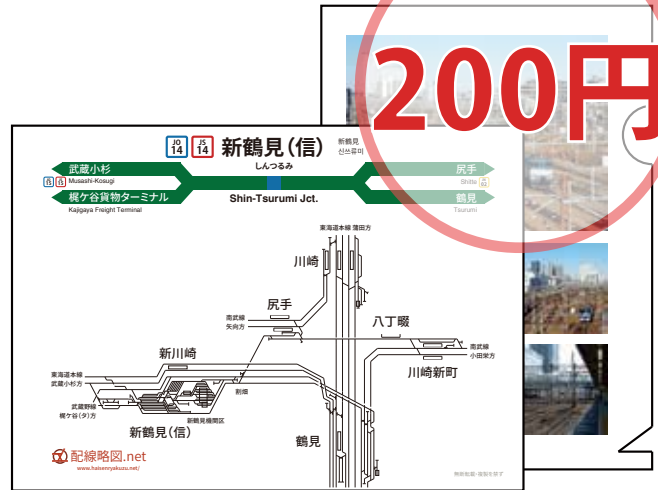 200円
JO 14
JS 14
新鶴見(信)
しんつるみ
新鶴見
신쓰루미
武蔵小杉
Musashi-Kosugi
梶ケ谷貨物ターミナル
Kajigaya Freight Terminal
Shin-Tsurumi Jct.
尻手
Shitte
鶴見
Tsurumi
東海道本線 蒲田方
川崎
尻手
南武線
矢向方
八丁畷
南武線
小田栄方
川崎新町
新川崎
東海道本線
武蔵小杉方
武蔵野線
梶ケ谷(タ)方
新鶴見機関区
割畑
新鶴見(信)
鶴見
配線略図.net
www.haisenryakuzu.net/
無断転載・複製を禁ず